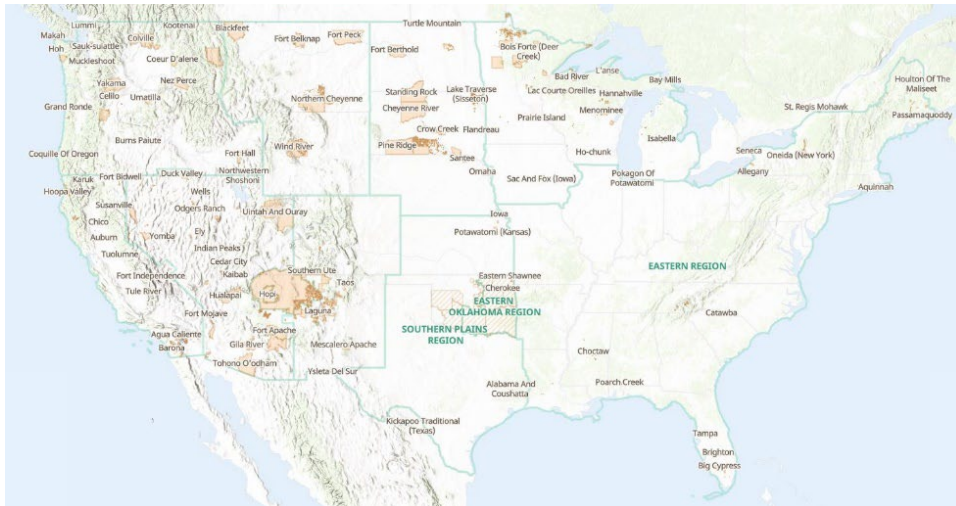 Lummi
Kootenai
Blackfeet
Turtle Mountain
Makah
Hoh
Sauk-suiattle
Colville
Fort Belknap
Fort Peck
Muckleshoot
Coeur D'alene
Fort Berthold
Bois Forte (Deer
Creek)
Bad River
L'anse
Bay Mills
Houlton Of The
Maliseet
Yakama
Celilo
Nez Perce
Umatilla
Northern Cheyenne
Standing Rock
Cheyenne River
Lake Traverse
(Sisseton)
Lac Courte Oreilles
Hannahville
Menominee
St. Regis Mohawk
Passamaquoddy
Grand Ronde
Burns Paiute
Wind River
Crow Creek
Flandreau
Prairie Island
Pine Ridge
Isabella
Seneca
Oneida (New York)
Coquille Of Oregon
Fort Hall
Santee
Ho-chunk
Allegany
Karuk
Fort Bidwell
Duck Valley
Northwestern
Shoshoni
Omaha
Sac And Fox (Iowa)
Pokagon Of
Potawatomi
Aquinnah
Hoopa Valley
Wells
Susanville
Odgers Ranch
Uintah And Ouray
Iowa
Chico
Auburn
Yomba
Ely
Potawatomi (Kansas)
Tuolumne
Indian Peaks
Cedar City
Kaibab
Southern Ute
Eastern Shawnee
Cherokee
EASTERN REGION
Fort Independence
Tule River
Hualapai
Hopi
Taos
Laguna
EASTERN
OKLAHOMA REGION
Fort Mojave
Catawba
Agua Caliente
Barona
Fort Apache
Gila River
Mescalero Apache
SOUTHERN PLAINS
REGION
Choctaw
Tohono O'odham
Ysleta Del Sur
Alabama And
Coushatta
Poarch Creek
Kickapoo Traditional
(Texas)
Tampa
Brighton
Big Cypress